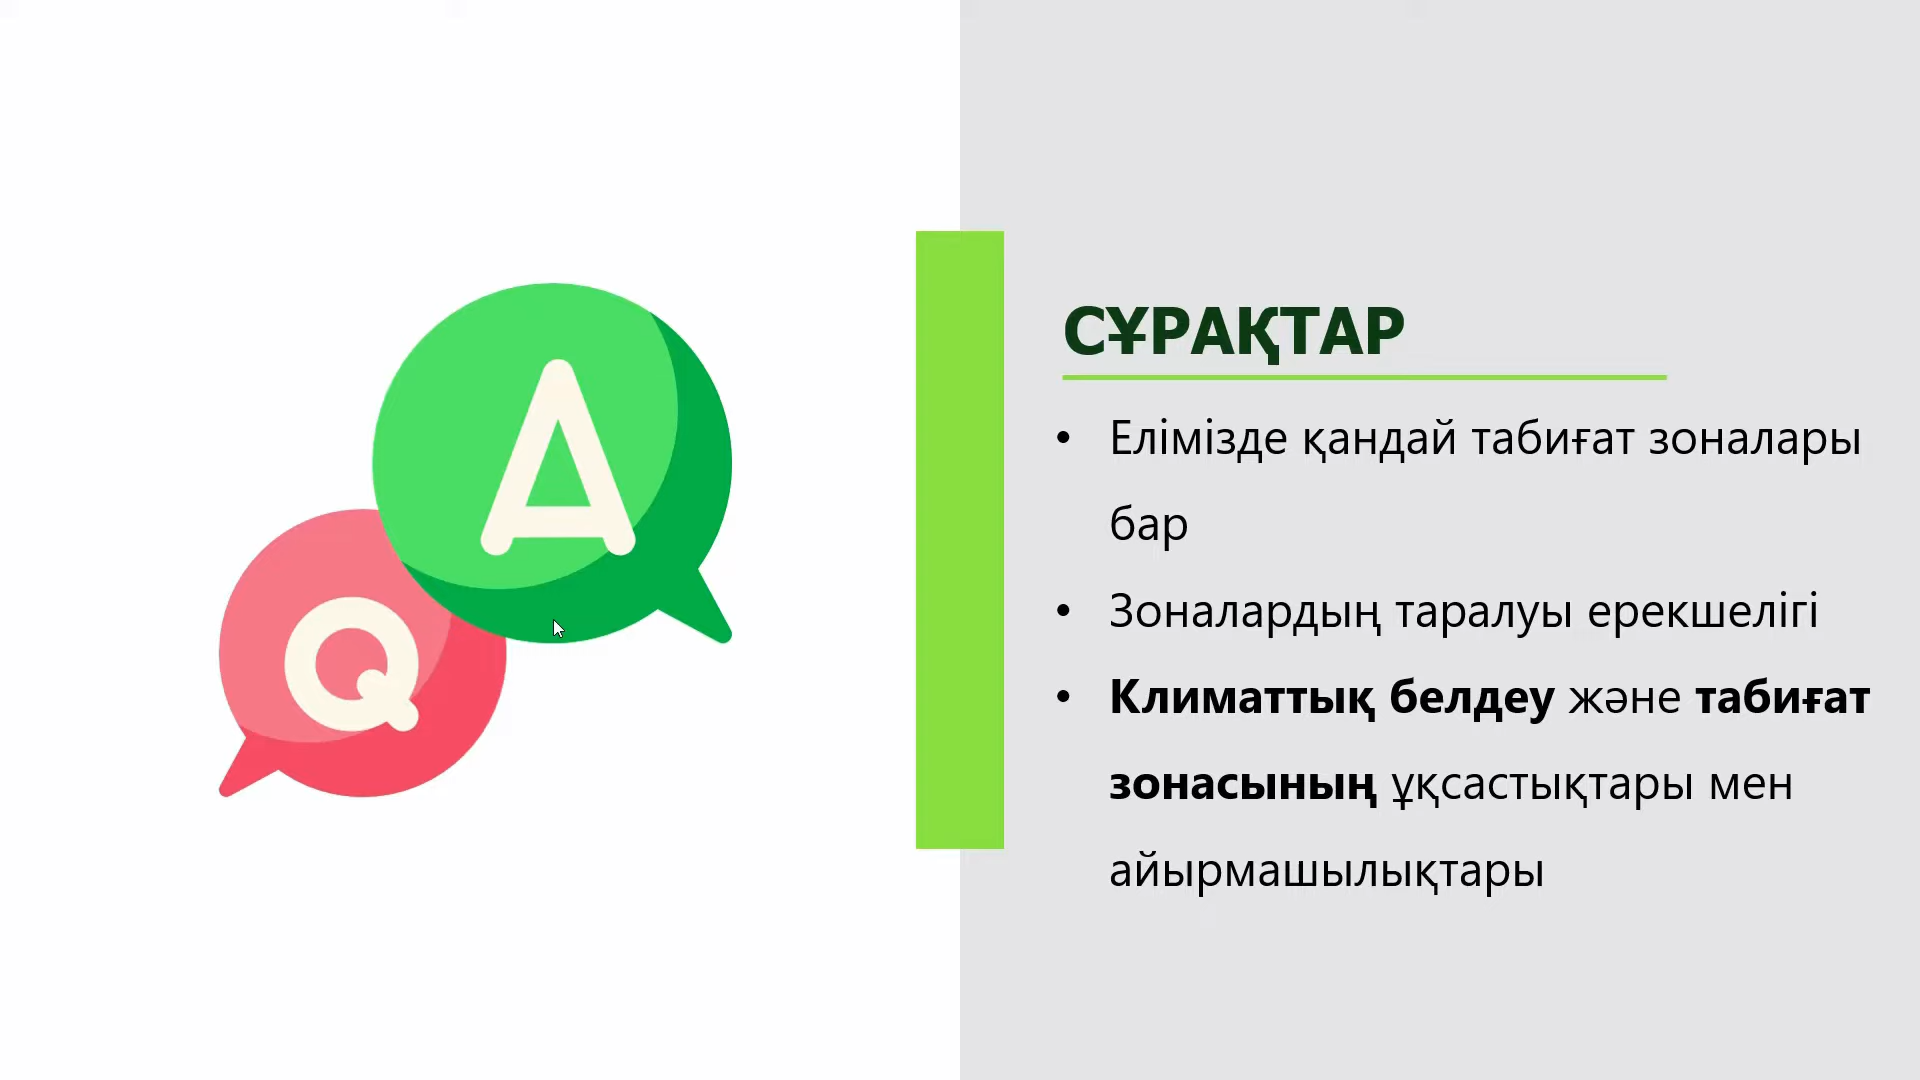 A
Q
СҰРАҚТАР
• Елімізде қандай табиғат зоналары
бар
• Зоналардың таралуы ерекшелігі
• Климаттық белдеу және табиғат
зонасының ұқсастықтары мен
айырмашылықтары